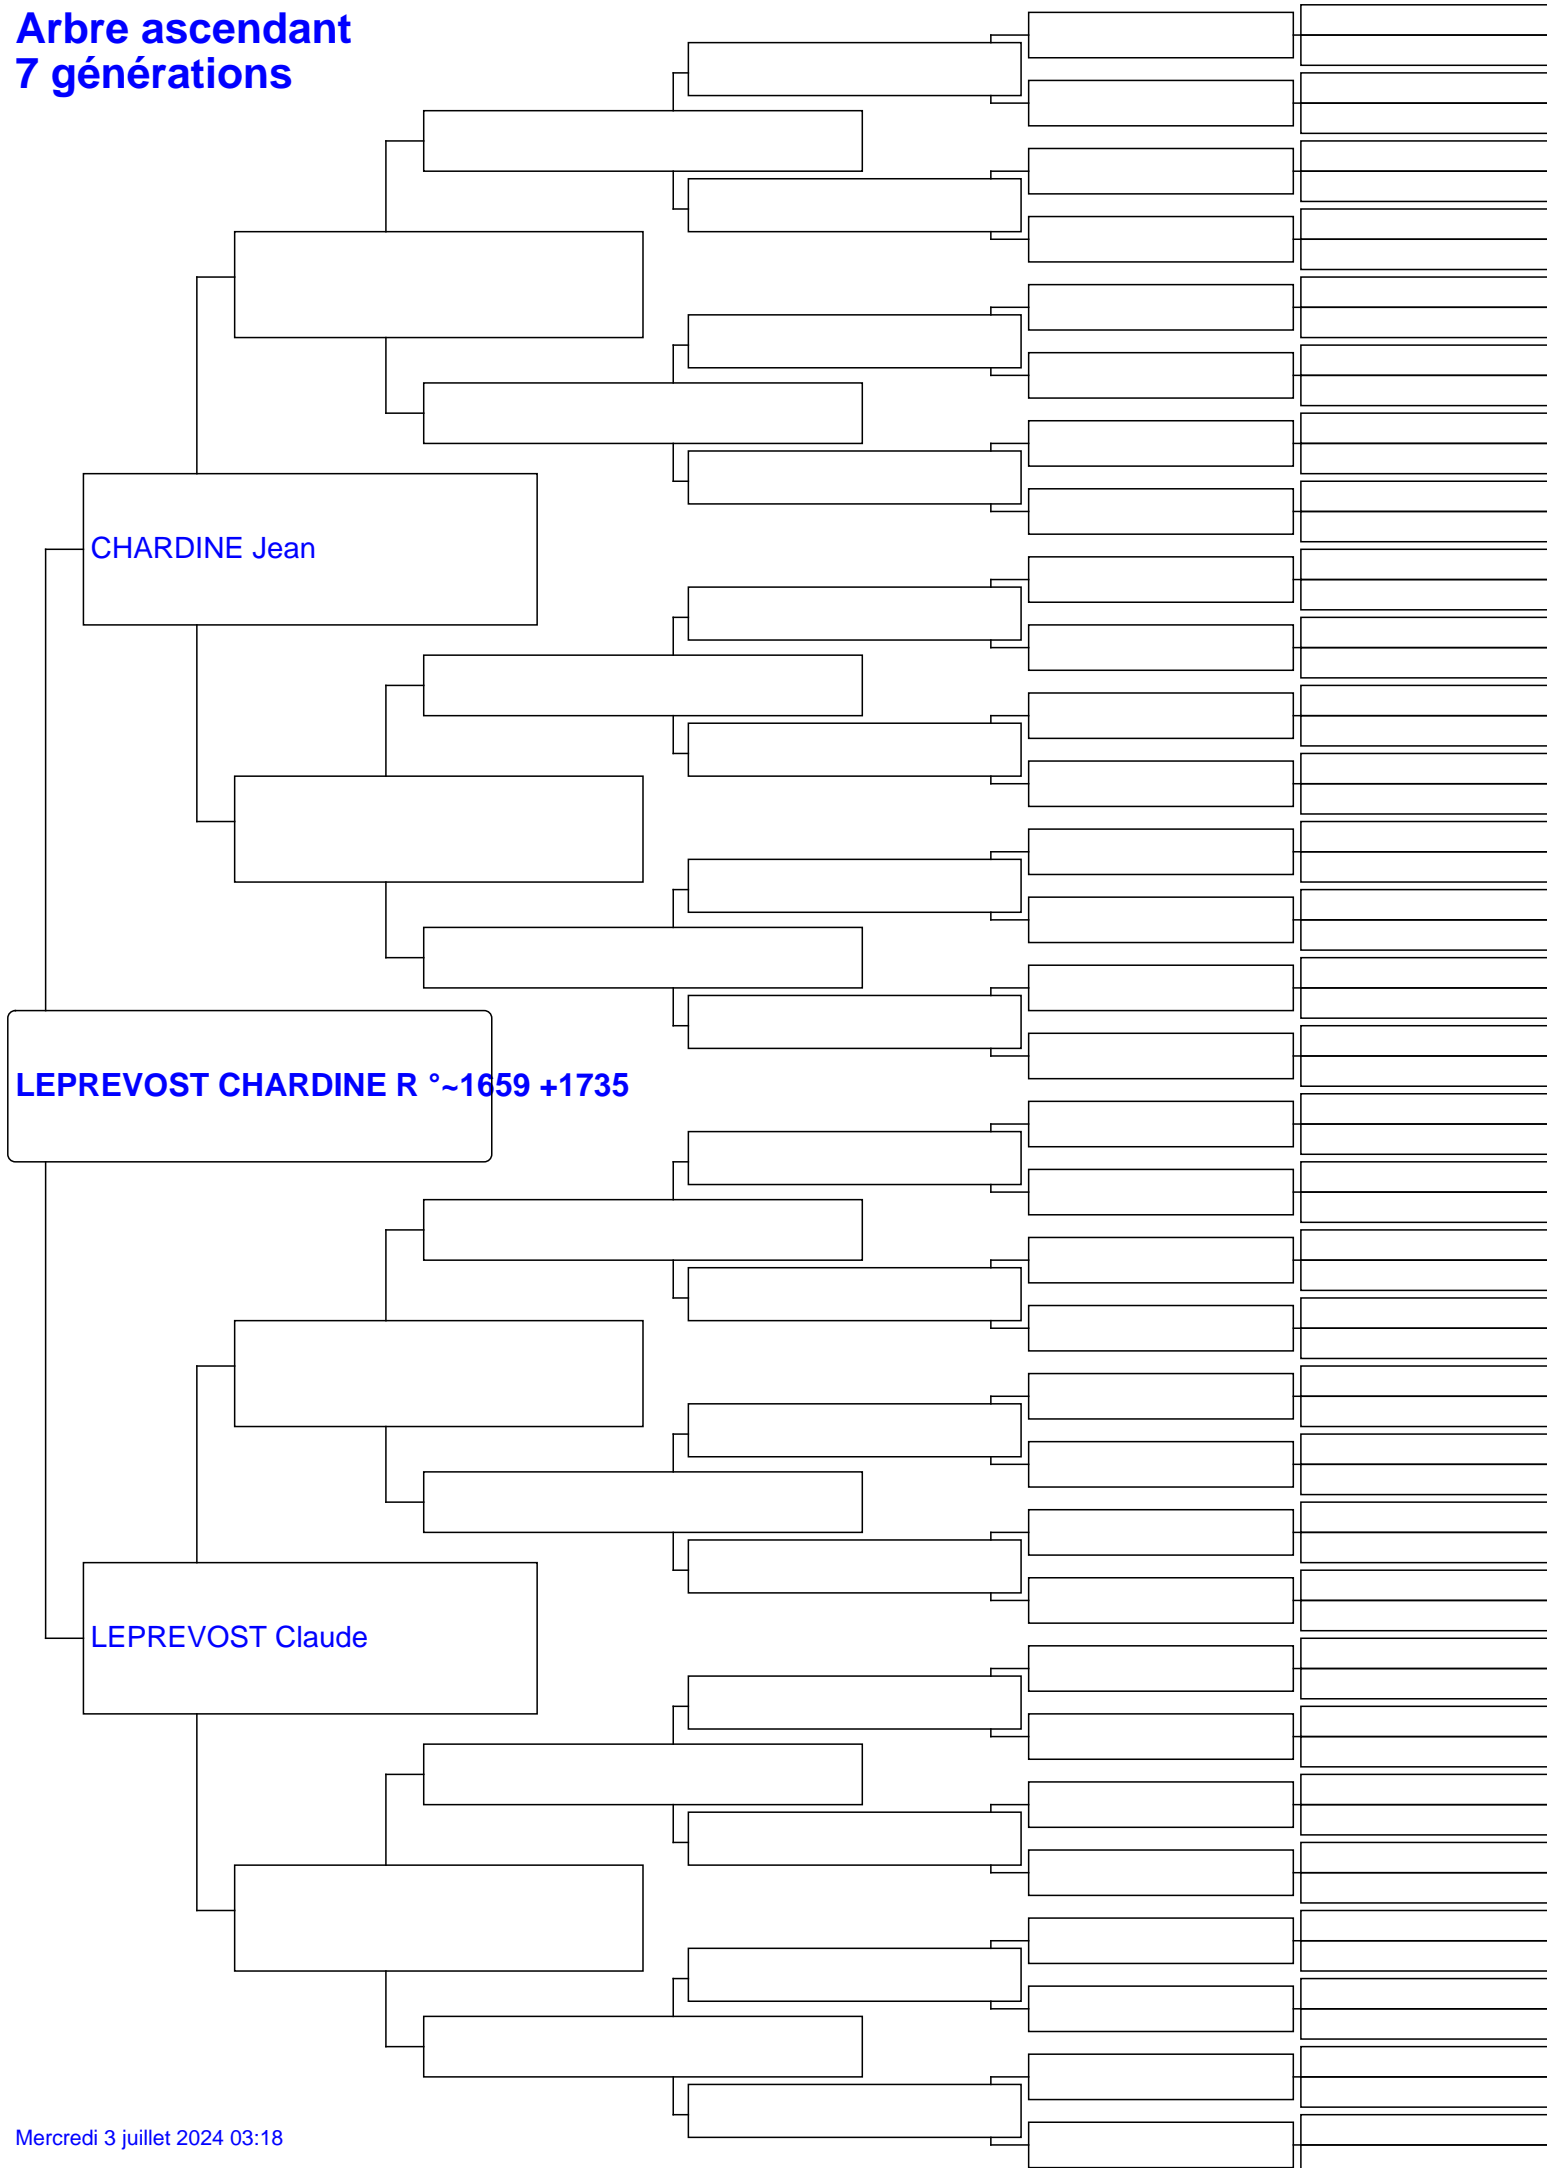 Arbre ascendant
7 générations
CHARDINE Jean
LEPREVOST CHARDINE R °~1659 +1735
LEPREVOST Claude
Mercredi 3 juillet 2024 03:18